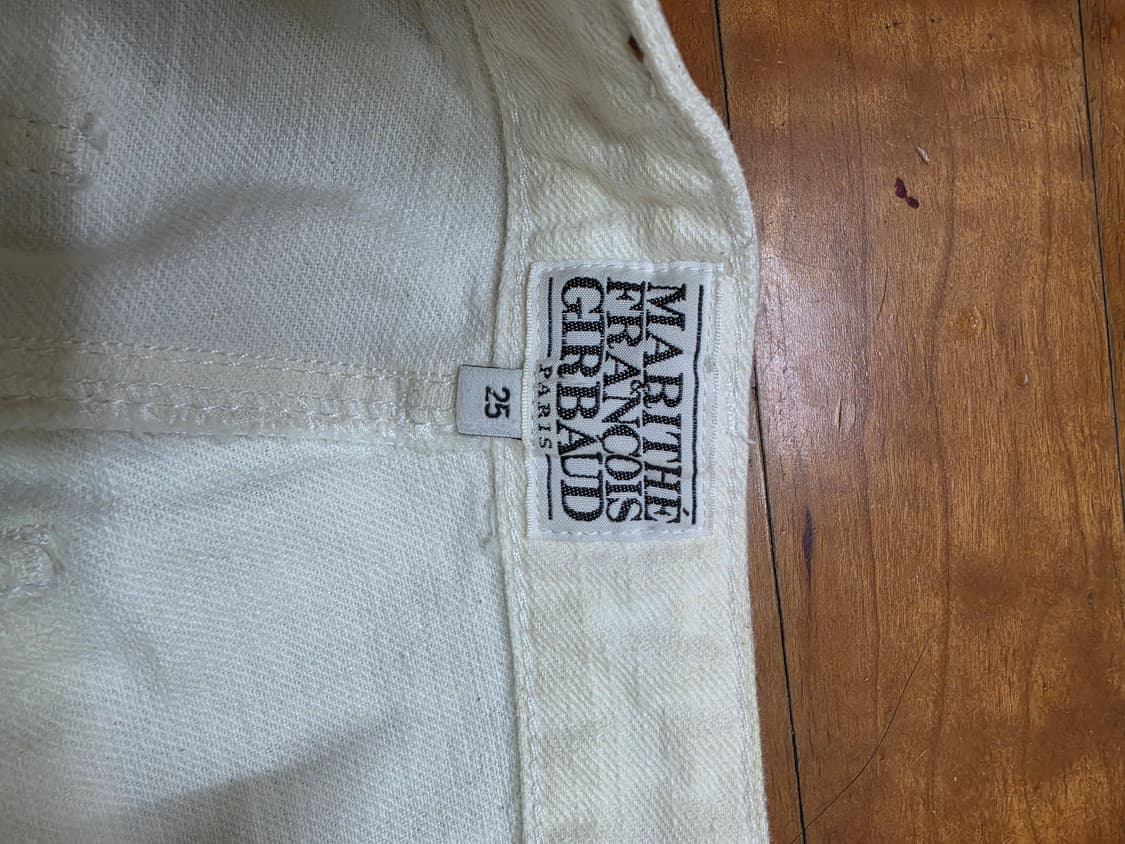 MARITHÉ
&
FRANÇOIS
GIRBAUD
PARIS
25